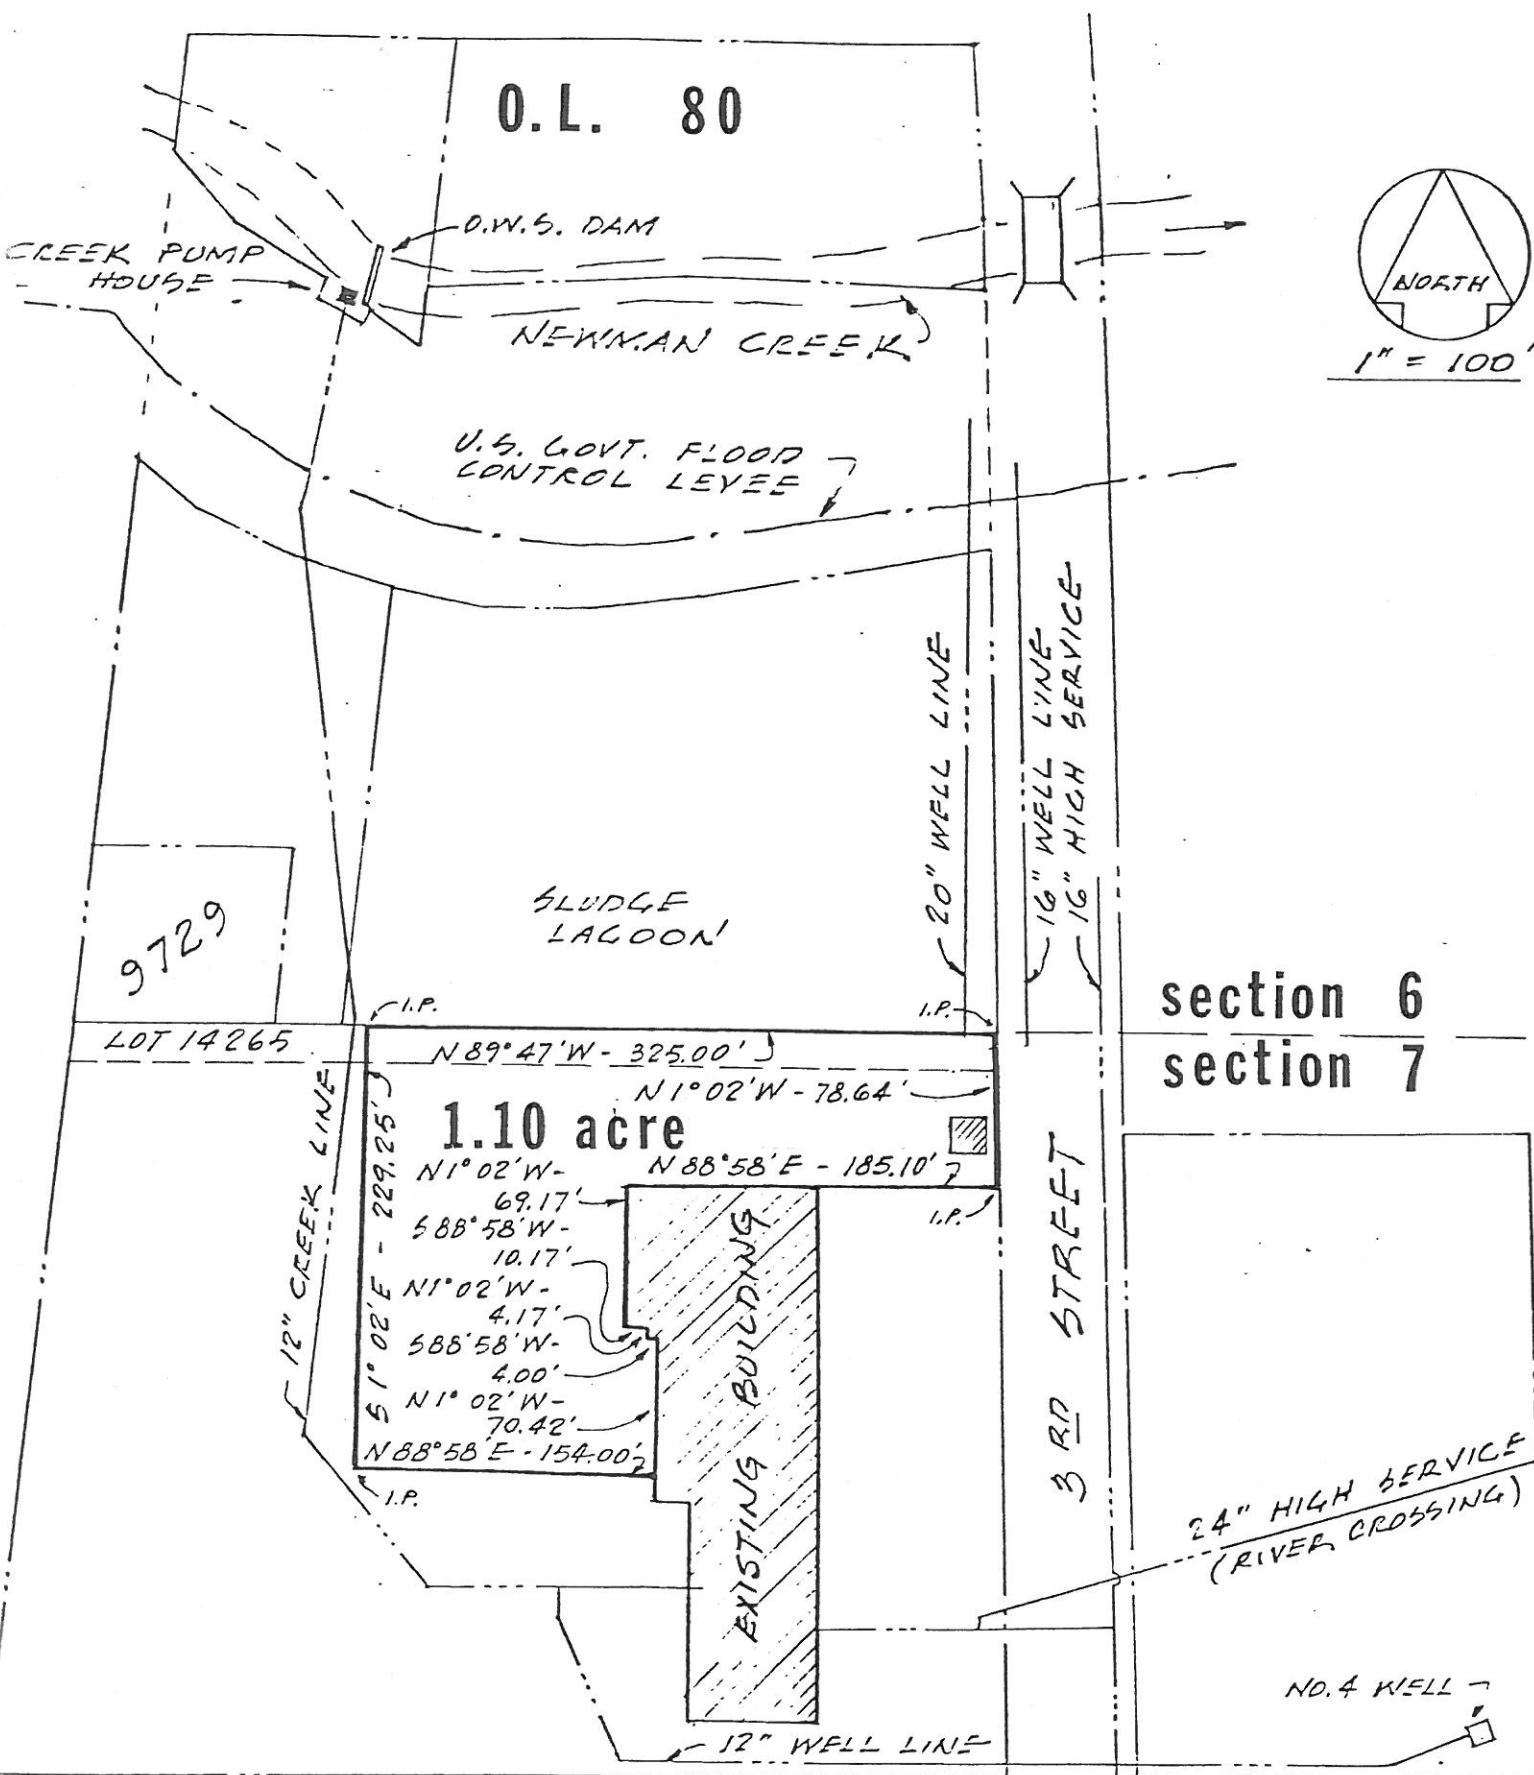 O.L. 80
O.W.S. DAM
CREEK PUMP
HOUSE
NORTH
1" = 100'
NEWMAN CREEK
U.S. GOVT. FLOOD
CONTROL LEVEE
20" WELL LINE
16" WELL LINE
16" HIGH SERVICE
SLUDGE
LAGOON
9729
section 6
I.P.
I.P.
LOT 14265
N 89°47'W - 325.00'
section 7
N 1°02'W - 78.64'
1.10 acre
12" CREEK LINE
S 1°02'E - 229.25'
N 88°58'E - 185.10'
N 1°02'W-
69.17'
S 88°58'W-
10.17'
I.P.
N 1°02'W-
4.17'
S88°58'W-
4.00'
N 1°02'W-
70.42'
N 88°58'E - 154.00'
I.P.
EXISTING BUILDING
3 RD STREET
24" HIGH SERVICE
(RIVER CROSSING)
NO. 4 WELL
12" WELL LINE